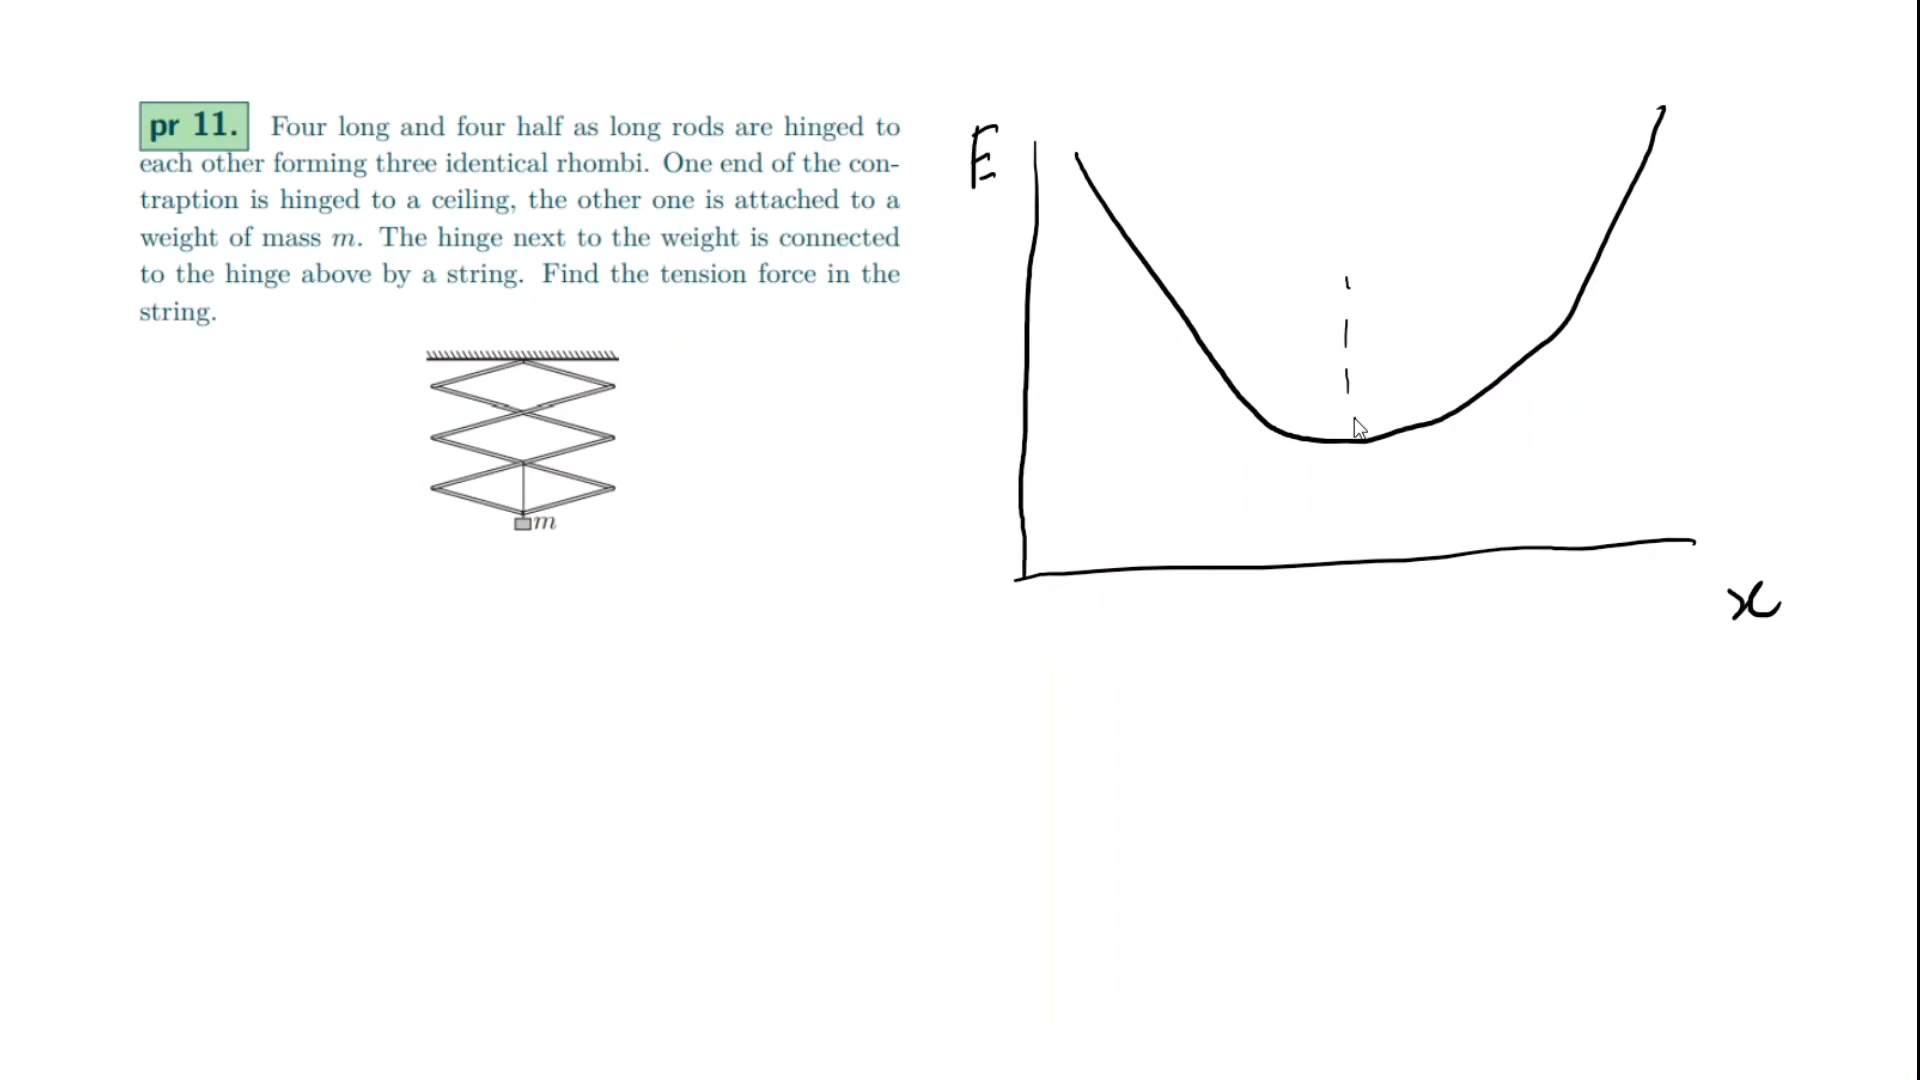 pr 11. Four long and four half as long rods are hinged to
each other forming three identical rhombi. One end of the con-
traption is hinged to a ceiling, the other one is attached to a
weight of mass m. The hinge next to the weight is connected
to the hinge above by a string. Find the tension force in the
string.
m
E
x